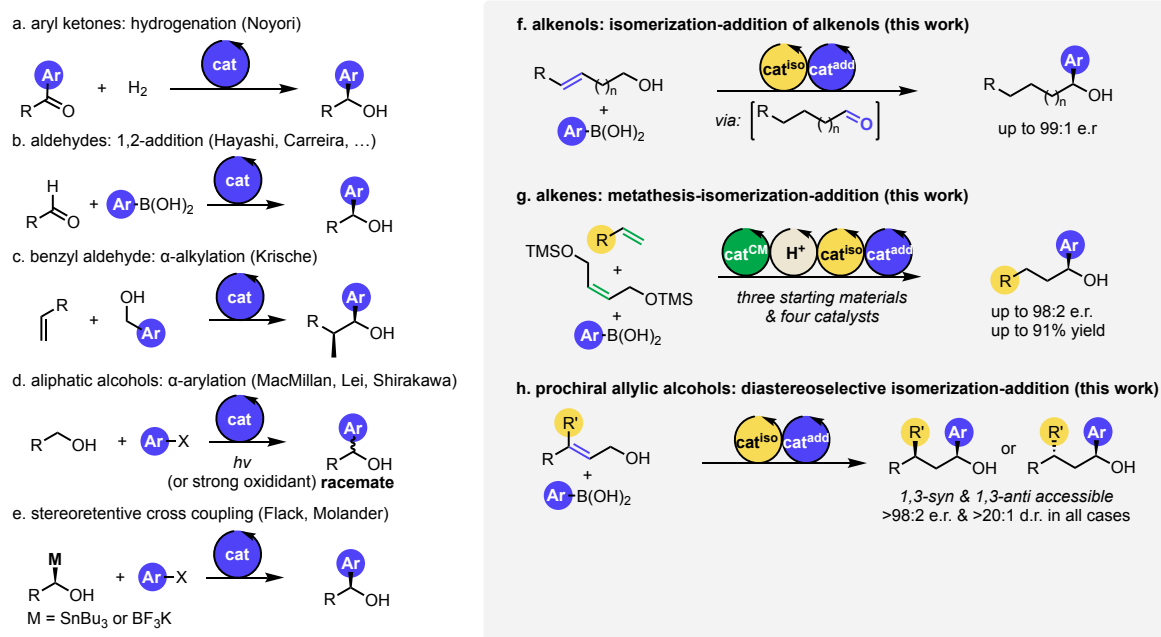 a. aryl ketones: hydrogenation (Noyori)
Ar
R
O
+
H2
cat
Ar
R
OH
b. aldehydes: 1,2-addition (Hayashi, Carreira, …)
H
R
O
+
Ar-B(OH)2
cat
Ar
R
OH
c. benzyl aldehyde: α-alkylation (Krische)
R
+
OH
Ar
cat
Ar
R
OH
d. aliphatic alcohols: α-arylation (MacMillan, Lei, Shirakawa)
R
OH
+
Ar-X
cat
hv
(or strong oxididant)
Ar
R
OH
racemate
e. stereoretentive cross coupling (Flack, Molander)
M
R
OH
+
Ar-X
cat
Ar
R
OH
M = SnBu3 or BF3K
f. alkenols: isomerization-addition of alkenols (this work)
R
( )n
OH
+
Ar-B(OH)2
cat^iso
cat^add
via:
R
( )n
O
Ar
R
( )n
OH
up to 99:1 e.r
g. alkenes: metathesis-isomerization-addition (this work)
R
TMSO
+
OTMS
+
Ar-B(OH)2
cat^CM
H+
cat^iso
cat^add
three starting materials
& four catalysts
Ar
R
OH
up to 98:2 e.r.
up to 91% yield
h. prochiral allylic alcohols: diastereoselective isomerization-addition (this work)
R'
R
OH
+
Ar-B(OH)2
cat^iso
cat^add
R'
Ar
R
OH
or
R'
Ar
R
OH
1,3-syn & 1,3-anti accessible
>98:2 e.r. & >20:1 d.r. in all cases